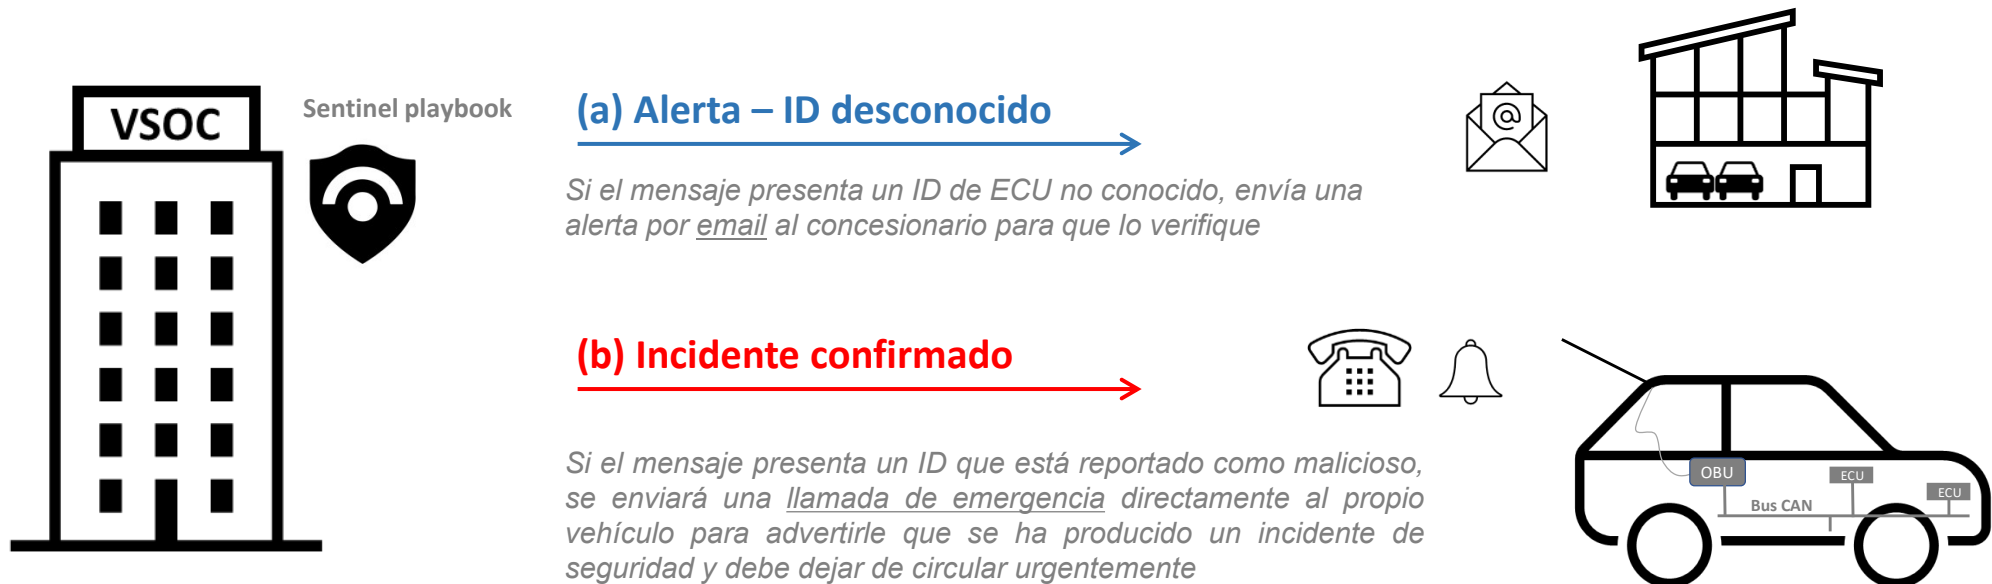 VSOC
Sentinel playbook
(a) Alerta – ID desconocido
Si el mensaje presenta un ID de ECU no conocido, envía una
alerta por email al concesionario para que lo verifique
@
(b) Incidente confirmado
Si el mensaje presenta un ID que está reportado como malicioso,
se enviará una llamada de emergencia directamente al propio
vehículo para advertirle que se ha producido un incidente de
seguridad y debe dejar de circular urgentemente
OBU
ECU
ECU
Bus CAN